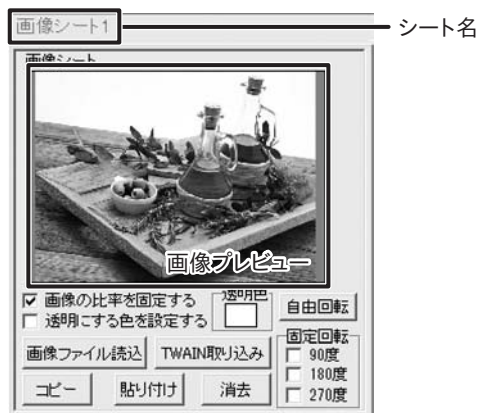 画像シート1
シート名
画像シート
画像プレビュー
画像の比率を固定する
透明にする色を設定する
透明色
自由回転
固定回転
画像ファイル読込
TWAIN取り込み
90度
180度
270度
コピー
貼り付け
消去